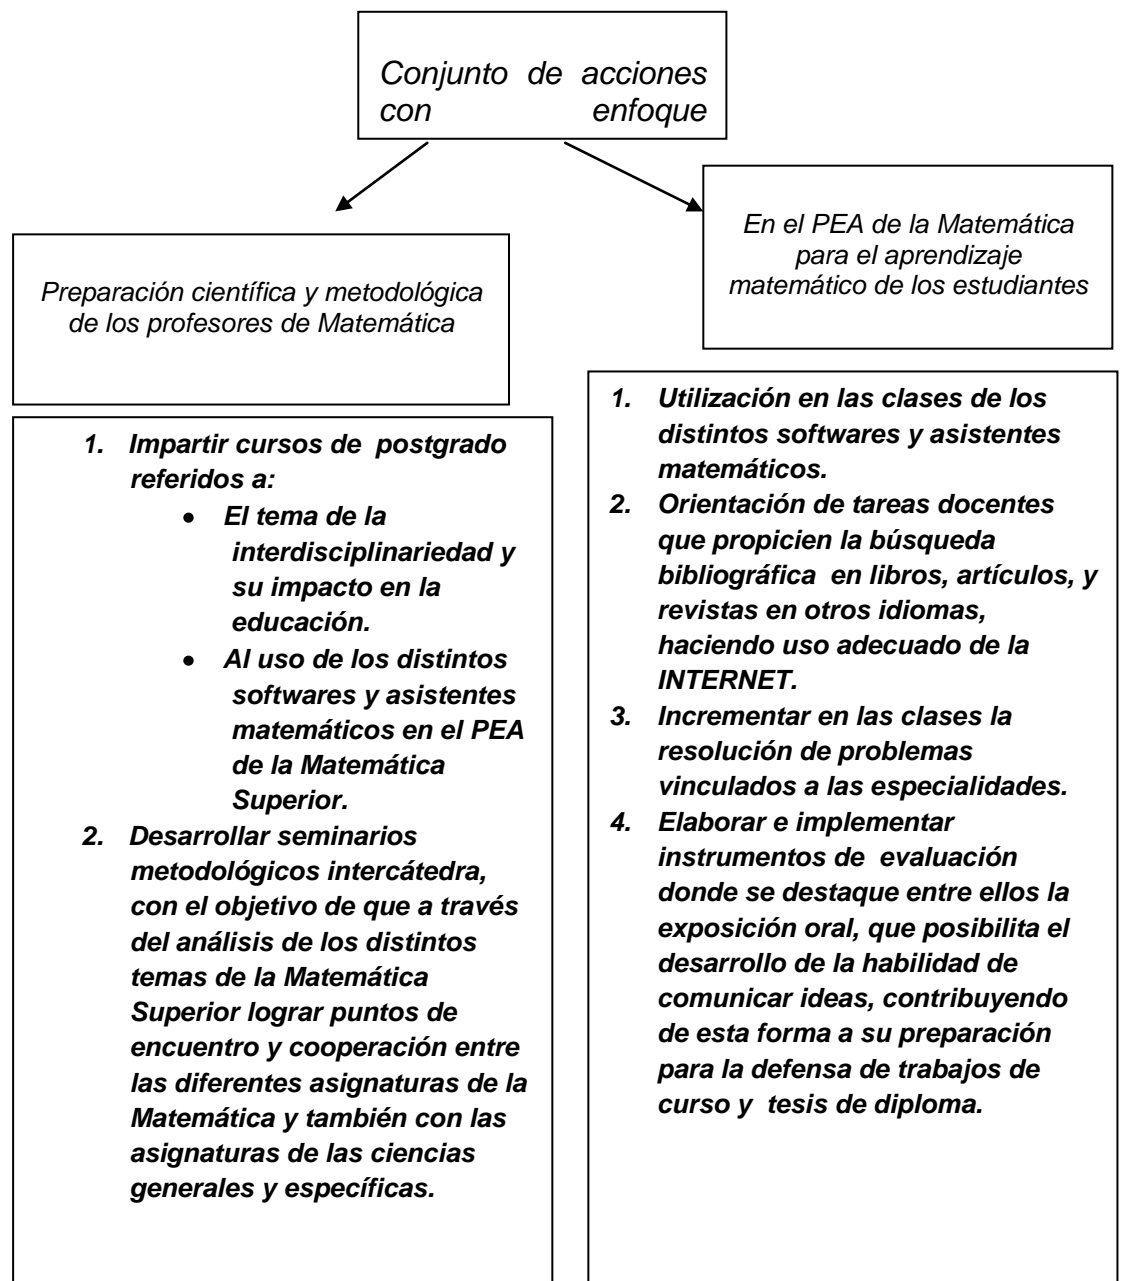 Conjunto de acciones
con enfoque
En el PEA de la Matemática
para el aprendizaje
matemático de los estudiantes
Preparación científica y metodológica
de los profesores de Matemática
1. Impartir cursos de postgrado
referidos a:
• El tema de la
interdisciplinariedad y
su impacto en la
educación.
• Al uso de los distintos
softwares y asistentes
matemáticos en el PEA
de la Matemática
Superior.
2. Desarrollar seminarios
metodológicos intercátedra,
con el objetivo de que a través
del análisis de los distintos
temas de la Matemática
Superior lograr puntos de
encuentro y cooperación entre
las diferentes asignaturas de la
Matemática y también con las
asignaturas de las ciencias
generales y específicas.
1. Utilización en las clases de los
distintos softwares y asistentes
matemáticos.
2. Orientación de tareas docentes
que propicien la búsqueda
bibliográfica en libros, artículos, y
revistas en otros idiomas,
haciendo uso adecuado de la
INTERNET.
3. Incrementar en las clases la
resolución de problemas
vinculados a las especialidades.
4. Elaborar e implementar
instrumentos de evaluación
donde se destaque entre ellos la
exposición oral, que posibilita el
desarrollo de la habilidad de
comunicar ideas, contribuyendo
de esta forma a su preparación
para la defensa de trabajos de
curso y tesis de diploma.